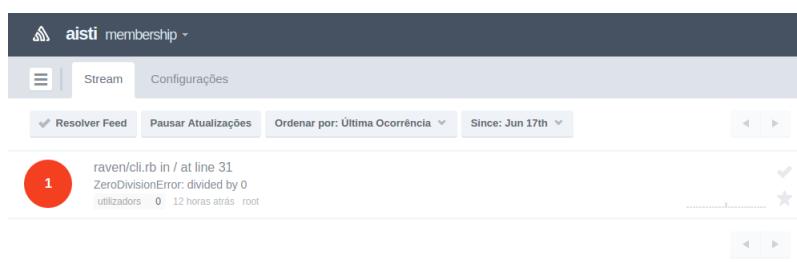 aisti membership
Stream Configurações
Resolver Feed Pausar Atualizações Ordenar por: Última Ocorrência Since: Jun 17th
1
raven/cli.rb in / at line 31
ZeroDivisionError: divided by 0
utilizadors 0 12 horas atrás root